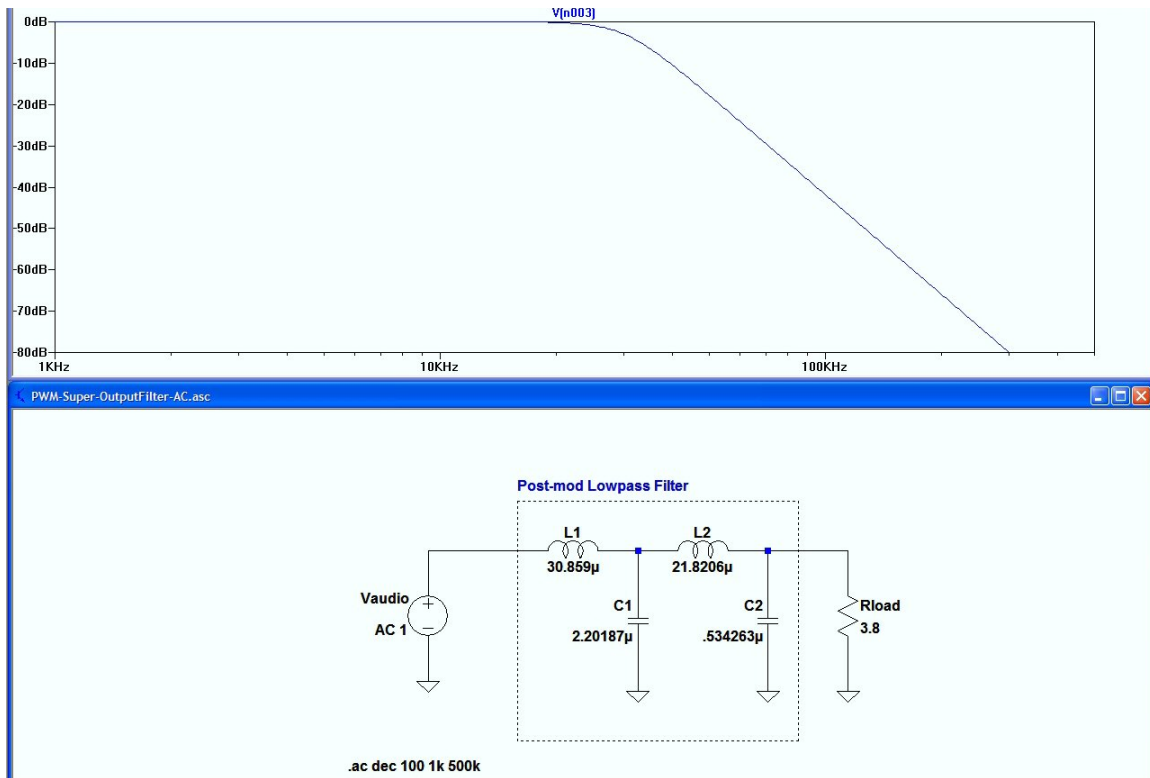 V(n003)
0dB
-10dB
-20dB
-30dB
-40dB
-50dB
-60dB
-70dB
-80dB
1KHz 10KHz 100KHz
PWM-Super-OutputFilter-AC.asc
Post-mod Lowpass Filter
L1 L2
30.859µ 21.8206µ
Vaudio C1 C2 Rload
AC 1 2.20187µ .534263µ 3.8
.ac dec 100 1k 500k